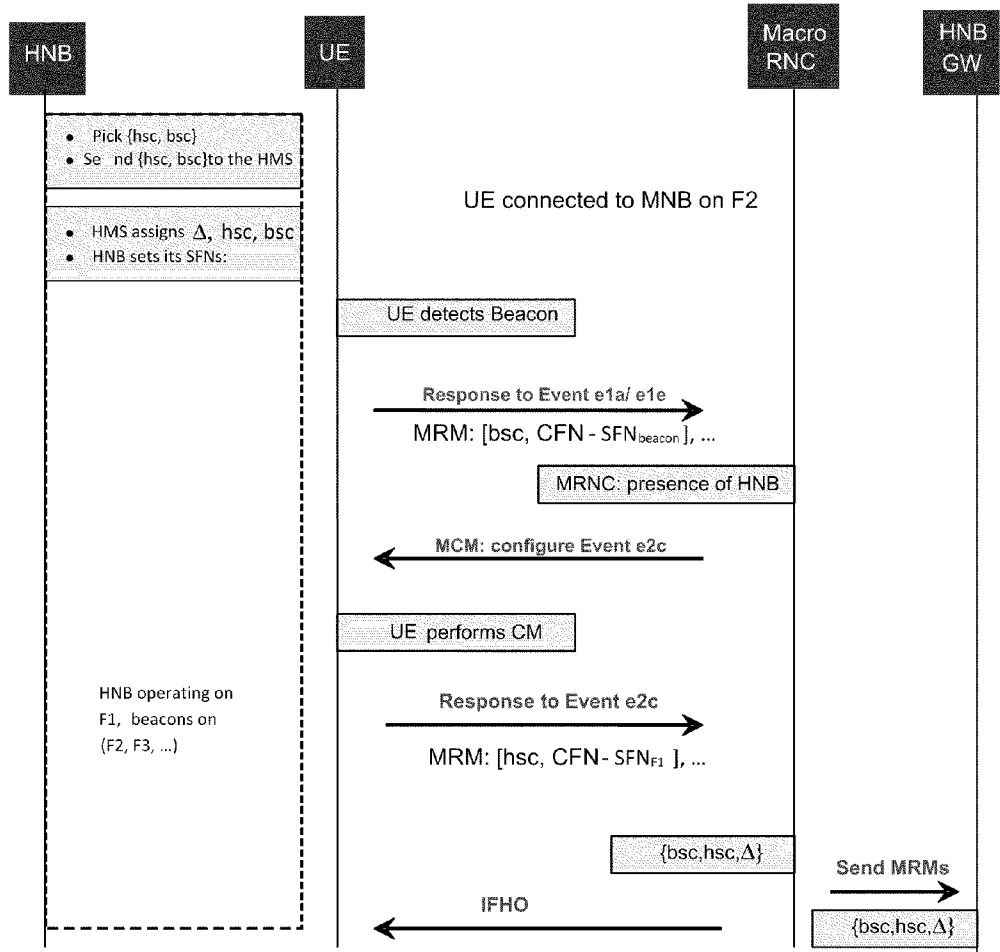 HNB
UE
Macro
RNC
HNB
GW
• Pick {hsc, bsc}
• Se nd {hsc, bsc}to the HMS
UE connected to MNB on F2
• HMS assigns Δ, hsc, bsc
• HNB sets its SFNs:
UE detects Beacon
Response to Event e1a/ e1e
MRM: [bsc, CFN - SFNbeacon], ...
MRNC: presence of HNB
MCM: configure Event e2c
UE performs CM
HNB operating on
F1, beacons on
(F2, F3, ...)
Response to Event e2c
MRM: [hsc, CFN - SFNF1 ], ...
{bsc,hsc,Δ}
Send MRMs
IFHO
{bsc,hsc,Δ}